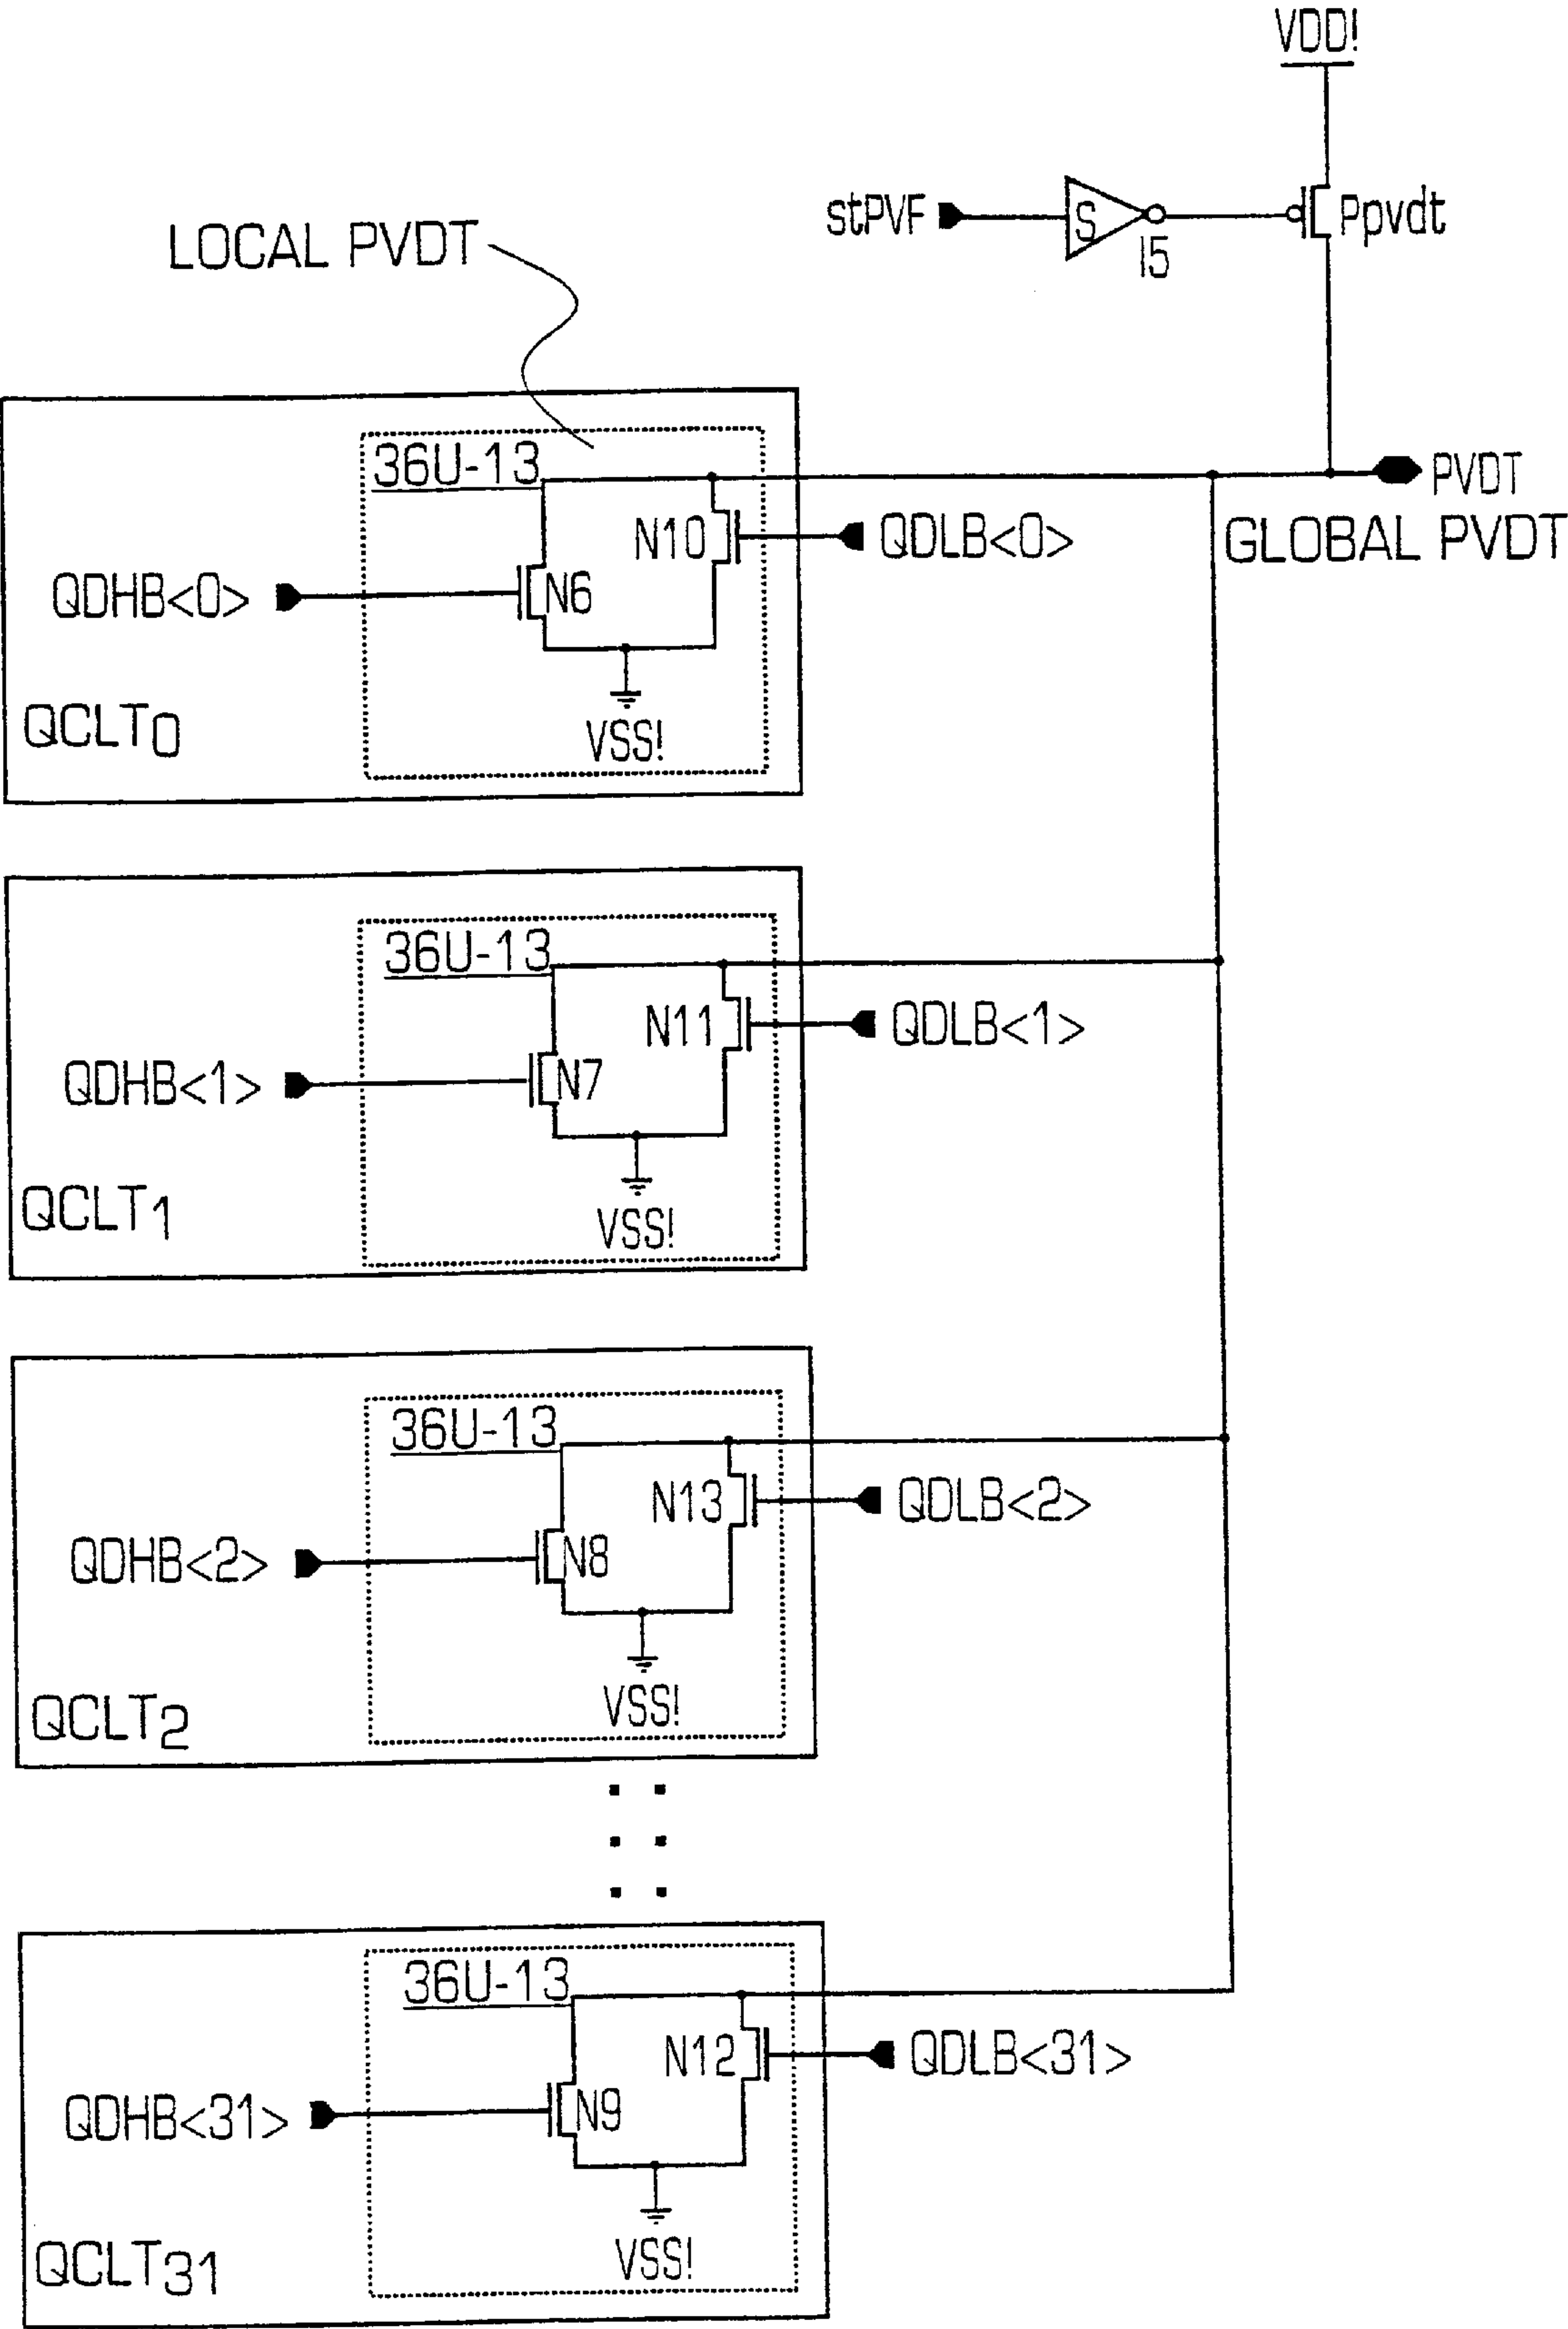 VDD!
stPVF
S
I5
Ppvdt
LOCAL PVDT
36U-13
N10
QDLB<0>
PVDT
GLOBAL PVDT
QDHB<0>
N6
VSS!
QCLT0
36U-13
N11
QDLB<1>
QDHB<1>
N7
VSS!
QCLT1
36U-13
N13
QDLB<2>
QDHB<2>
N8
VSS!
QCLT2
36U-13
N12
QDLB<31>
QDHB<31>
N9
VSS!
QCLT31